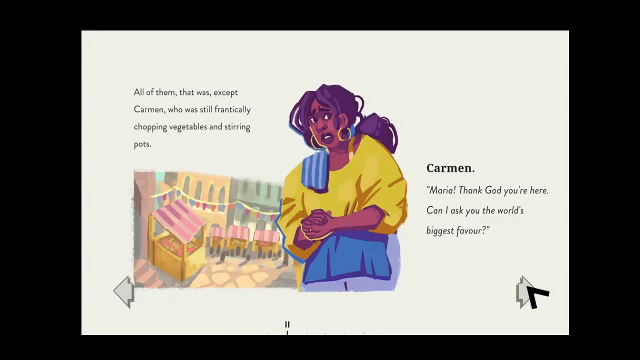 All of them, that was, except
Carmen, who was still frantically
chopping vegetables and stirring
pots.
Carmen.
"Maria! Thank God you're here.
Can I ask you the world's
biggest favour?"